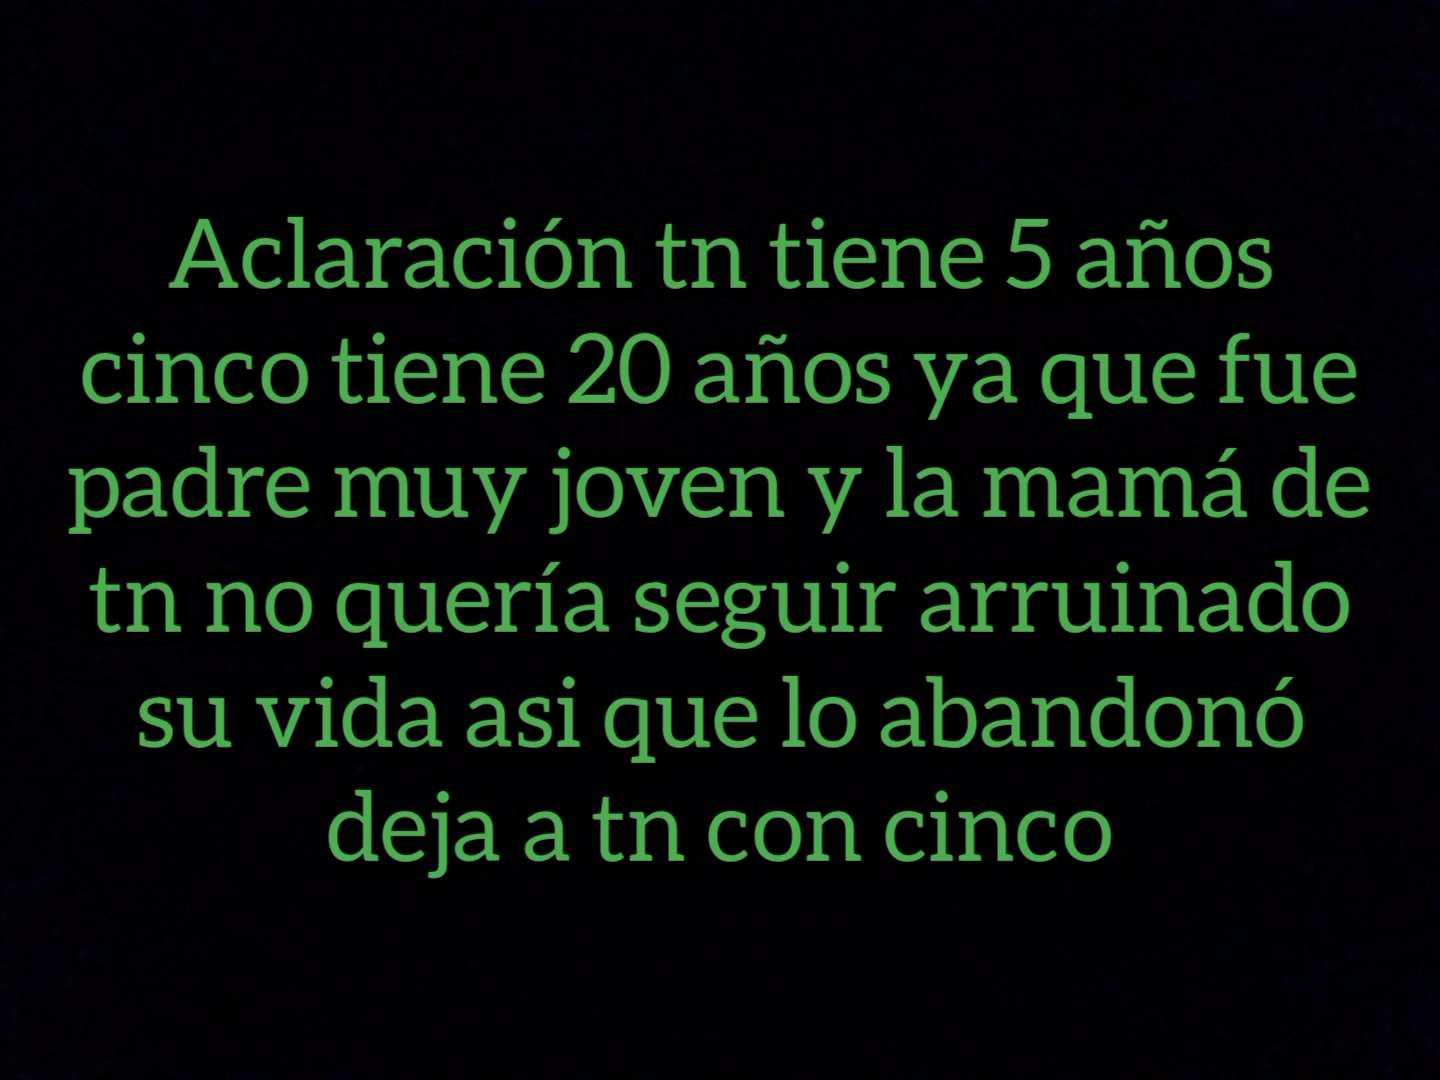 Aclaración tn tiene 5 años
cinco tiene 20 años ya que fue
padre muy joven y la mamá de
tn no quería seguir arruinado
su vida asi que lo abandonó
deja a tn con cinco